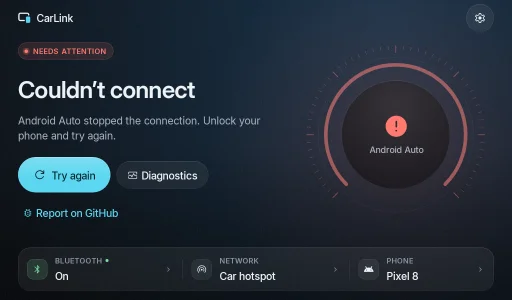 CarLink
NEEDS ATTENTION
Couldn’t connect
Android Auto stopped the connection. Unlock your
phone and try again.
Try again
Diagnostics
Report on GitHub
Android Auto
BLUETOOTH
On
NETWORK
Car hotspot
PHONE
Pixel 8